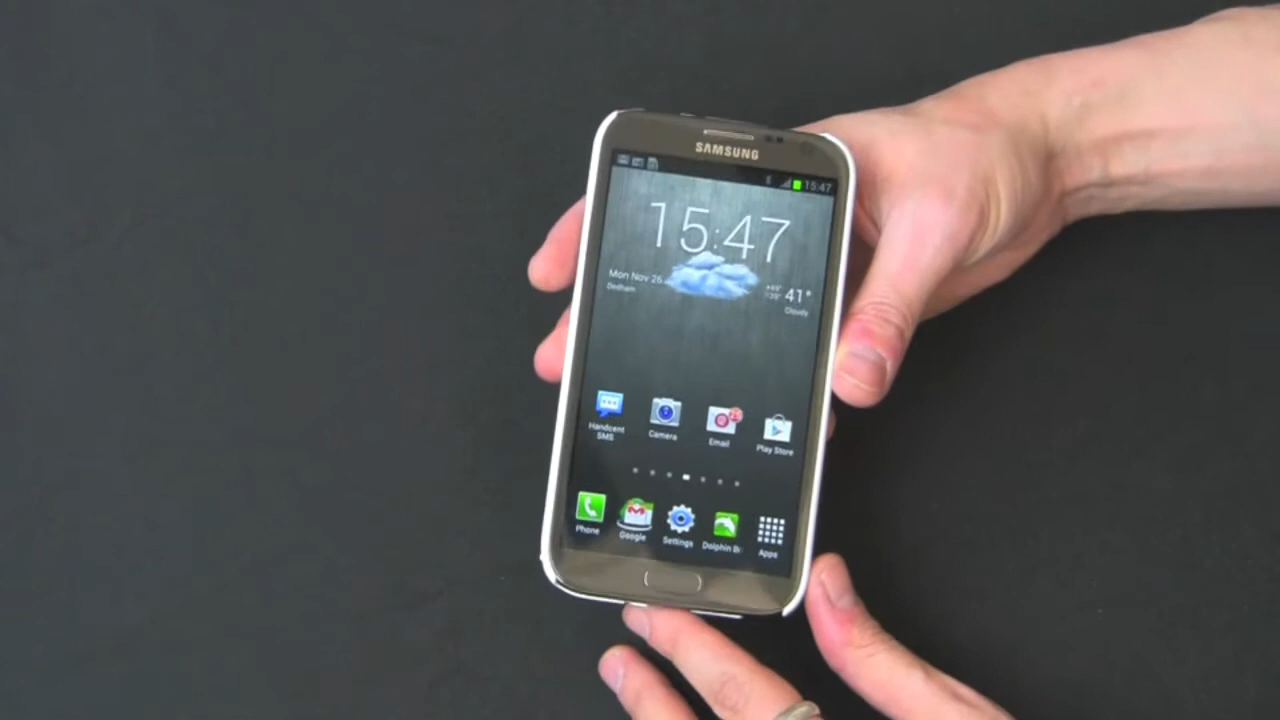 SAMSUNG
15:47
15:47
Mon Nov 26
Dedham
41°
Cloudy
Handcent
SMS
Camera
Email
Play Store
Phone
Google
Settings
Dolphin Br
Apps